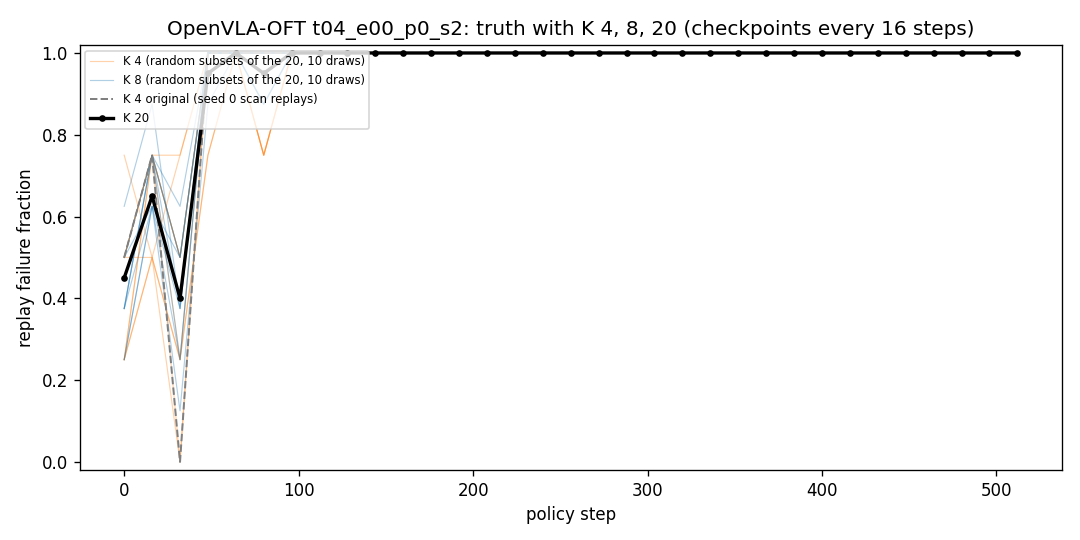 OpenVLA-OFT t04_e00_p0_s2: truth with K 4, 8, 20 (checkpoints every 16 steps)
K 4 (random subsets of the 20, 10 draws)
K 8 (random subsets of the 20, 10 draws)
K 4 original (seed 0 scan replays)
K 20
replay failure fraction
1.0
0.8
0.6
0.4
0.2
0.0
0 100 200 300 400 500
policy step